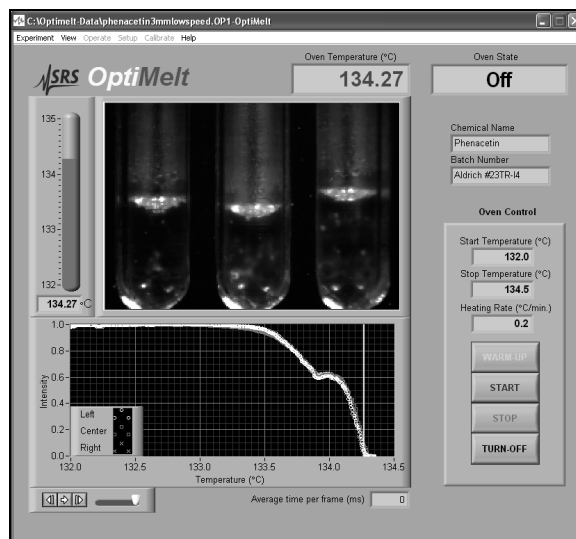 C:\Optimelt-Data\phenacetin3mmlowspeed.OP1-OptiMelt
Experiment View Operate Setup Calibrate Help
SRS OptiMelt
Oven Temperature (°C)
134.27
Oven State
Off
135
134
133
132
134.27 °C
Chemical Name
Phenacetin
Batch Number
Aldrich #23TR-I4
Oven Control
Start Temperature (°C)
132.0
Stop Temperature (°C)
134.5
Heating Rate (°C/min.)
0.2
WARM-UP
START
STOP
TURN-OFF
Intensity
1.0
0.8
0.6
0.4
0.2
0.0
Left
Center
Right
132.0 132.5 133.0 133.5 134.0 134.5
Temperature (°C)
Average time per frame (ms) 0